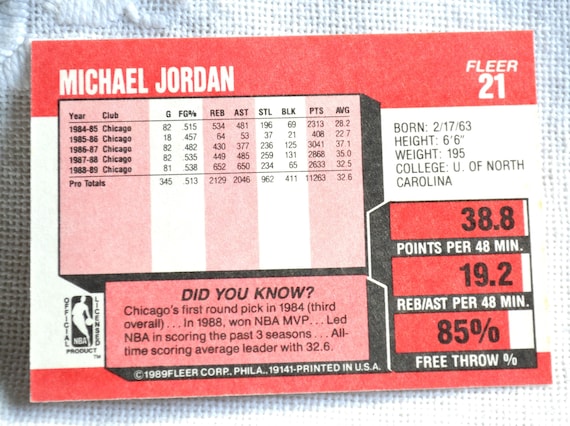 MICHAEL JORDAN
FLEER
21
Year Club G FG% REB AST STL BLK PTS AVG
1984-85 Chicago 82 .515 534 481 196 69 2313 28.2
1985-86 Chicago 18 .457 64 53 37 21 408 22.7
1986-87 Chicago 82 .482 430 377 236 125 3041 37.1
1987-88 Chicago 82 .535 449 485 259 131 2868 35.0
1988-89 Chicago 81 .538 652 650 234 65 2633 32.5
Pro Totals 345 .513 2129 2046 962 411 11263 32.6
BORN: 2/17/63
HEIGHT: 6'6"
WEIGHT: 195
COLLEGE: U. OF NORTH
CAROLINA
38.8
POINTS PER 48 MIN.
19.2
REB/AST PER 48 MIN.
85%
FREE THROW %
DID YOU KNOW?
Chicago's first round pick in 1984 (third
overall) . . . In 1988, won NBA MVP . . . Led
NBA in scoring the past 3 seasons . . . All-
time scoring average leader with 32.6.
OFFICIAL
LICENSED
NBA
PRODUCT ™
©1989 FLEER CORP., PHILA., 19141-PRINTED IN U.S.A.